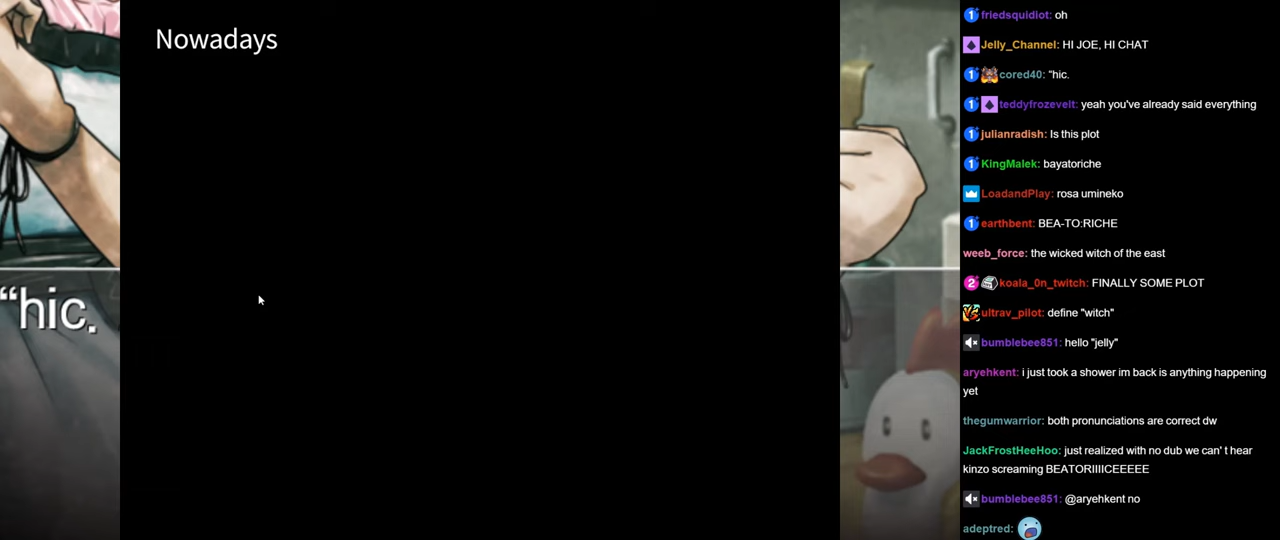 Nowadays
“hic.
friedsquidiot: oh
Jelly_Channel: HI JOE, HI CHAT
cored40: "hic.
teddyfrozevelt: yeah you've already said everything
julianradish: Is this plot
KingMalek: bayatoriche
LoadandPlay: rosa umineko
earthbent: BEA-TO:RICHE
weeb_force: the wicked witch of the east
koala_0n_twitch: FINALLY SOME PLOT
ultrav_pilot: define "witch"
bumblebee851: hello "jelly"
aryehkent: i just took a shower im back is anything happening
yet
thegumwarrior: both pronunciations are correct dw
JackFrostHeeHoo: just realized with no dub we can' t hear
kinzo screaming BEATORIIIICEEEEE
bumblebee851: @aryehkent no
adeptred: